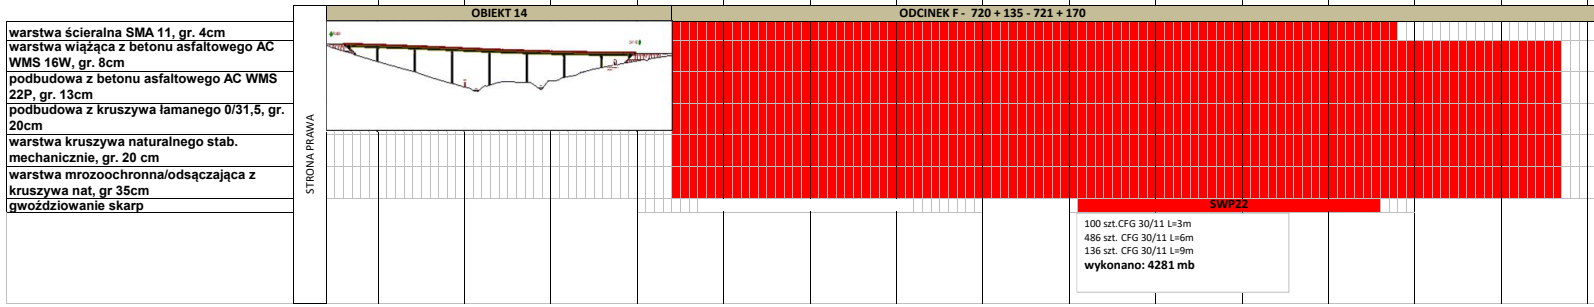 OBIEKT 14
ODCINEK F - 720 + 135 - 721 + 170
warstwa ścieralna SMA 11, gr. 4cm
warstwa wiążąca z betonu asfaltowego AC
WMS 16W, gr. 8cm
podbudowa z betonu asfaltowego AC WMS
22P, gr. 13cm
podbudowa z kruszywa łamanego 0/31,5, gr.
20cm
warstwa kruszywa naturalnego stab.
mechanicznie, gr. 20 cm
warstwa mrozoochronna/odsączająca z
kruszywa nat, gr 35cm
gwoździowanie skarp
STRONA PRAWA
SWP22
100 szt.CFG 30/11 L=3m
486 szt. CFG 30/11 L=6m
136 szt. CFG 30/11 L=9m
wykonano: 4281 mb